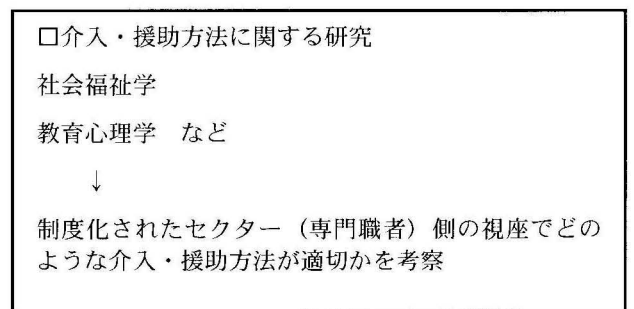 □介入・援助方法に関する研究
社会福祉学
教育心理学　など
↓
制度化されたセクター（専門職者）側の視座でどの
ような介入・援助方法が適切かを考察